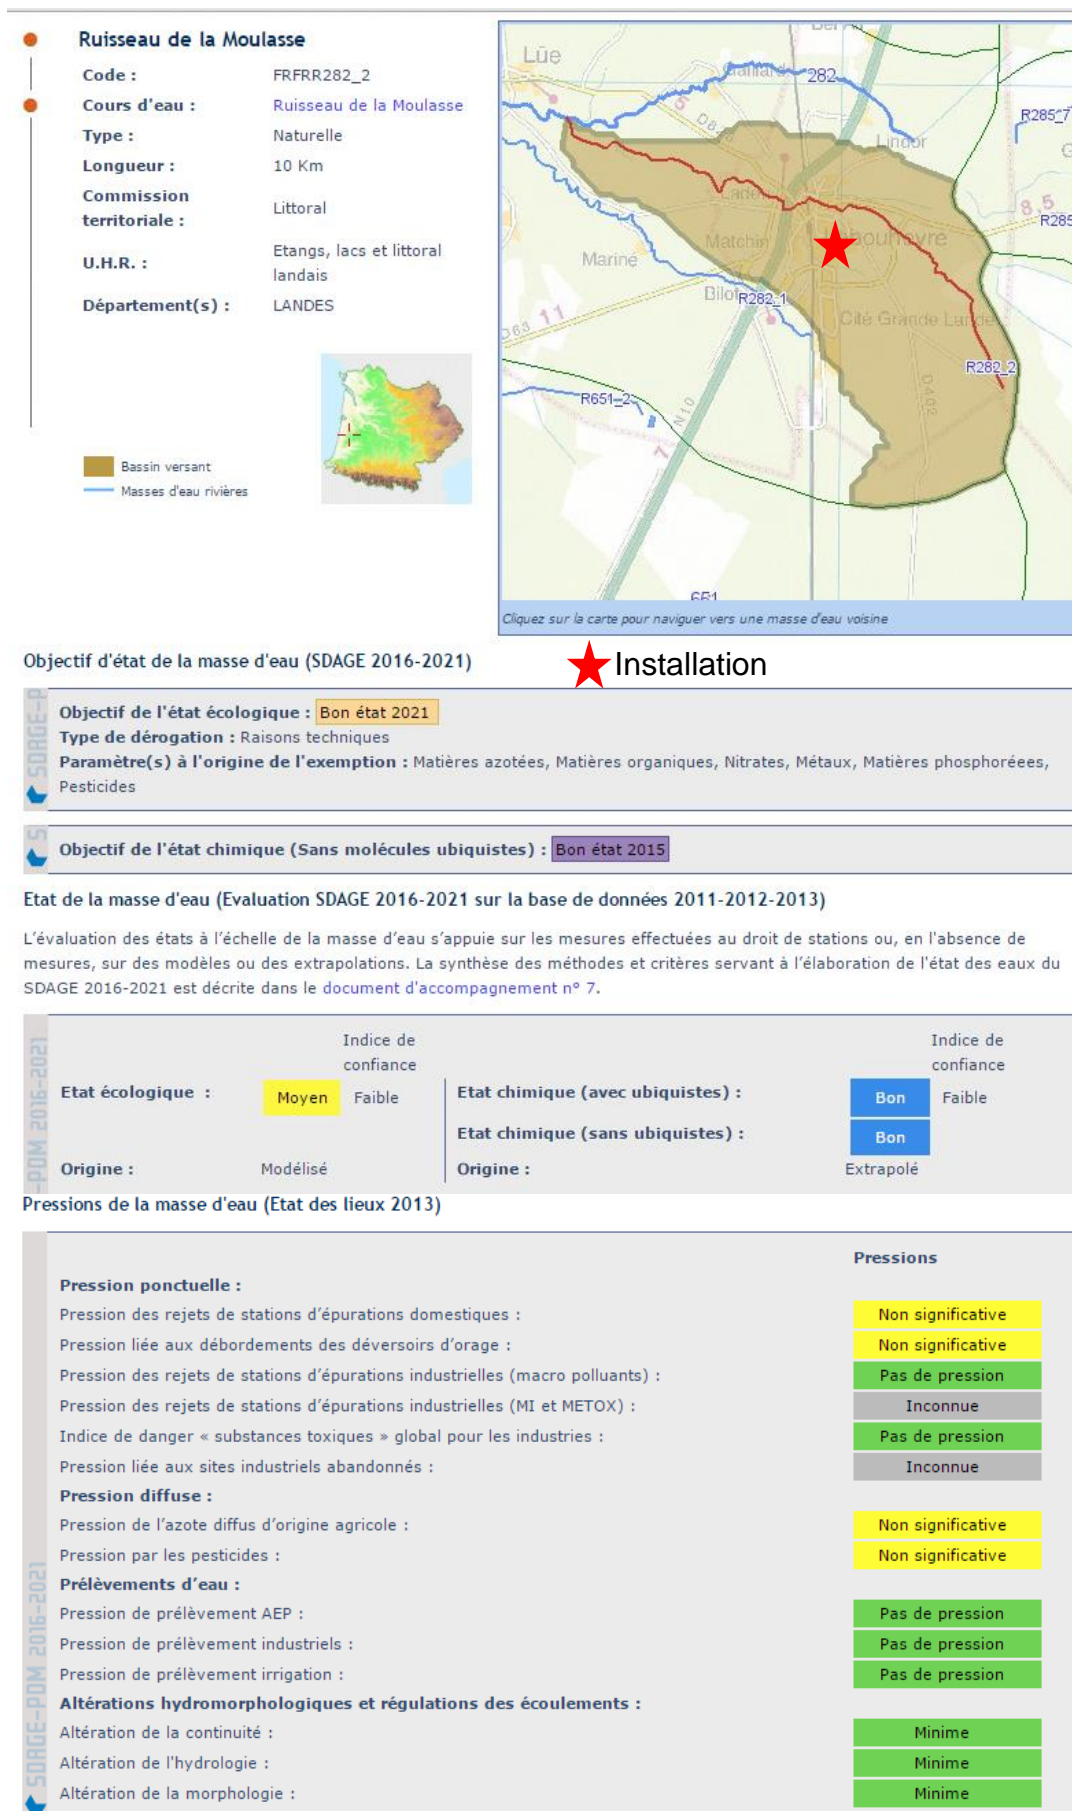 Ruisseau de la Moulasse
Code : FRFRR282_2
Cours d'eau : Ruisseau de la Moulasse
Type : Naturelle
Longueur : 10 Km
Commission
territoriale : Littoral
U.H.R. : Etangs, lacs et littoral
landais
Département(s) : LANDES
Bassin versant
Masses d'eau rivières
Lüe
282
R285_7
Lindor
8,5
R285
Matchin
Mariné
Bilot
R282_1
D63
11
Cité Grande Lande
R282_2
D402
R651_2
N10
7
5
651
Cliquez sur la carte pour naviguer vers une masse d'eau voisine
Installation
Objectif d'état de la masse d'eau (SDAGE 2016-2021)
Objectif de l'état écologique : Bon état 2021
Type de dérogation : Raisons techniques
Paramètre(s) à l'origine de l'exemption : Matières azotées, Matières organiques, Nitrates, Métaux, Matières phosphoréees,
Pesticides
Objectif de l'état chimique (Sans molécules ubiquistes) : Bon état 2015
Etat de la masse d'eau (Evaluation SDAGE 2016-2021 sur la base de données 2011-2012-2013)
L'évaluation des états à l'échelle de la masse d'eau s'appuie sur les mesures effectuées au droit de stations ou, en l'absence de
mesures, sur des modèles ou des extrapolations. La synthèse des méthodes et critères servant à l'élaboration de l'état des eaux du
SDAGE 2016-2021 est décrite dans le document d'accompagnement n° 7.
-PDM 2016-2021
Indice de
confiance
Indice de
confiance
Etat écologique : Moyen Faible
Etat chimique (avec ubiquistes) : Bon Faible
Etat chimique (sans ubiquistes) : Bon
Origine : Modélisé
Origine : Extrapolé
Pressions de la masse d'eau (Etat des lieux 2013)
SDAGE-PDM 2016-2021
Pressions
Pression ponctuelle :
Pression des rejets de stations d'épurations domestiques : Non significative
Pression liée aux débordements des déversoirs d'orage : Non significative
Pression des rejets de stations d'épurations industrielles (macro polluants) : Pas de pression
Pression des rejets de stations d'épurations industrielles (MI et METOX) : Inconnue
Indice de danger « substances toxiques » global pour les industries : Pas de pression
Pression liée aux sites industriels abandonnés : Inconnue
Pression diffuse :
Pression de l'azote diffus d'origine agricole : Non significative
Pression par les pesticides : Non significative
Prélèvements d'eau :
Pression de prélèvement AEP : Pas de pression
Pression de prélèvement industriels : Pas de pression
Pression de prélèvement irrigation : Pas de pression
Altérations hydromorphologiques et régulations des écoulements :
Altération de la continuité : Minime
Altération de l'hydrologie : Minime
Altération de la morphologie : Minime